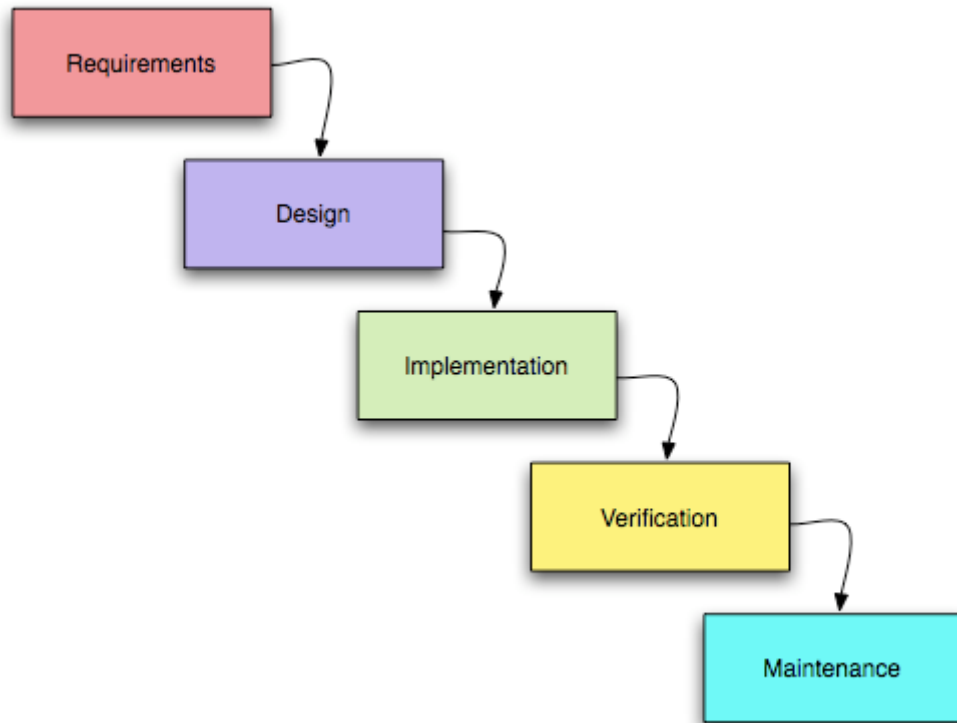 Requirements
Design
Implementation
Verification
Maintenance